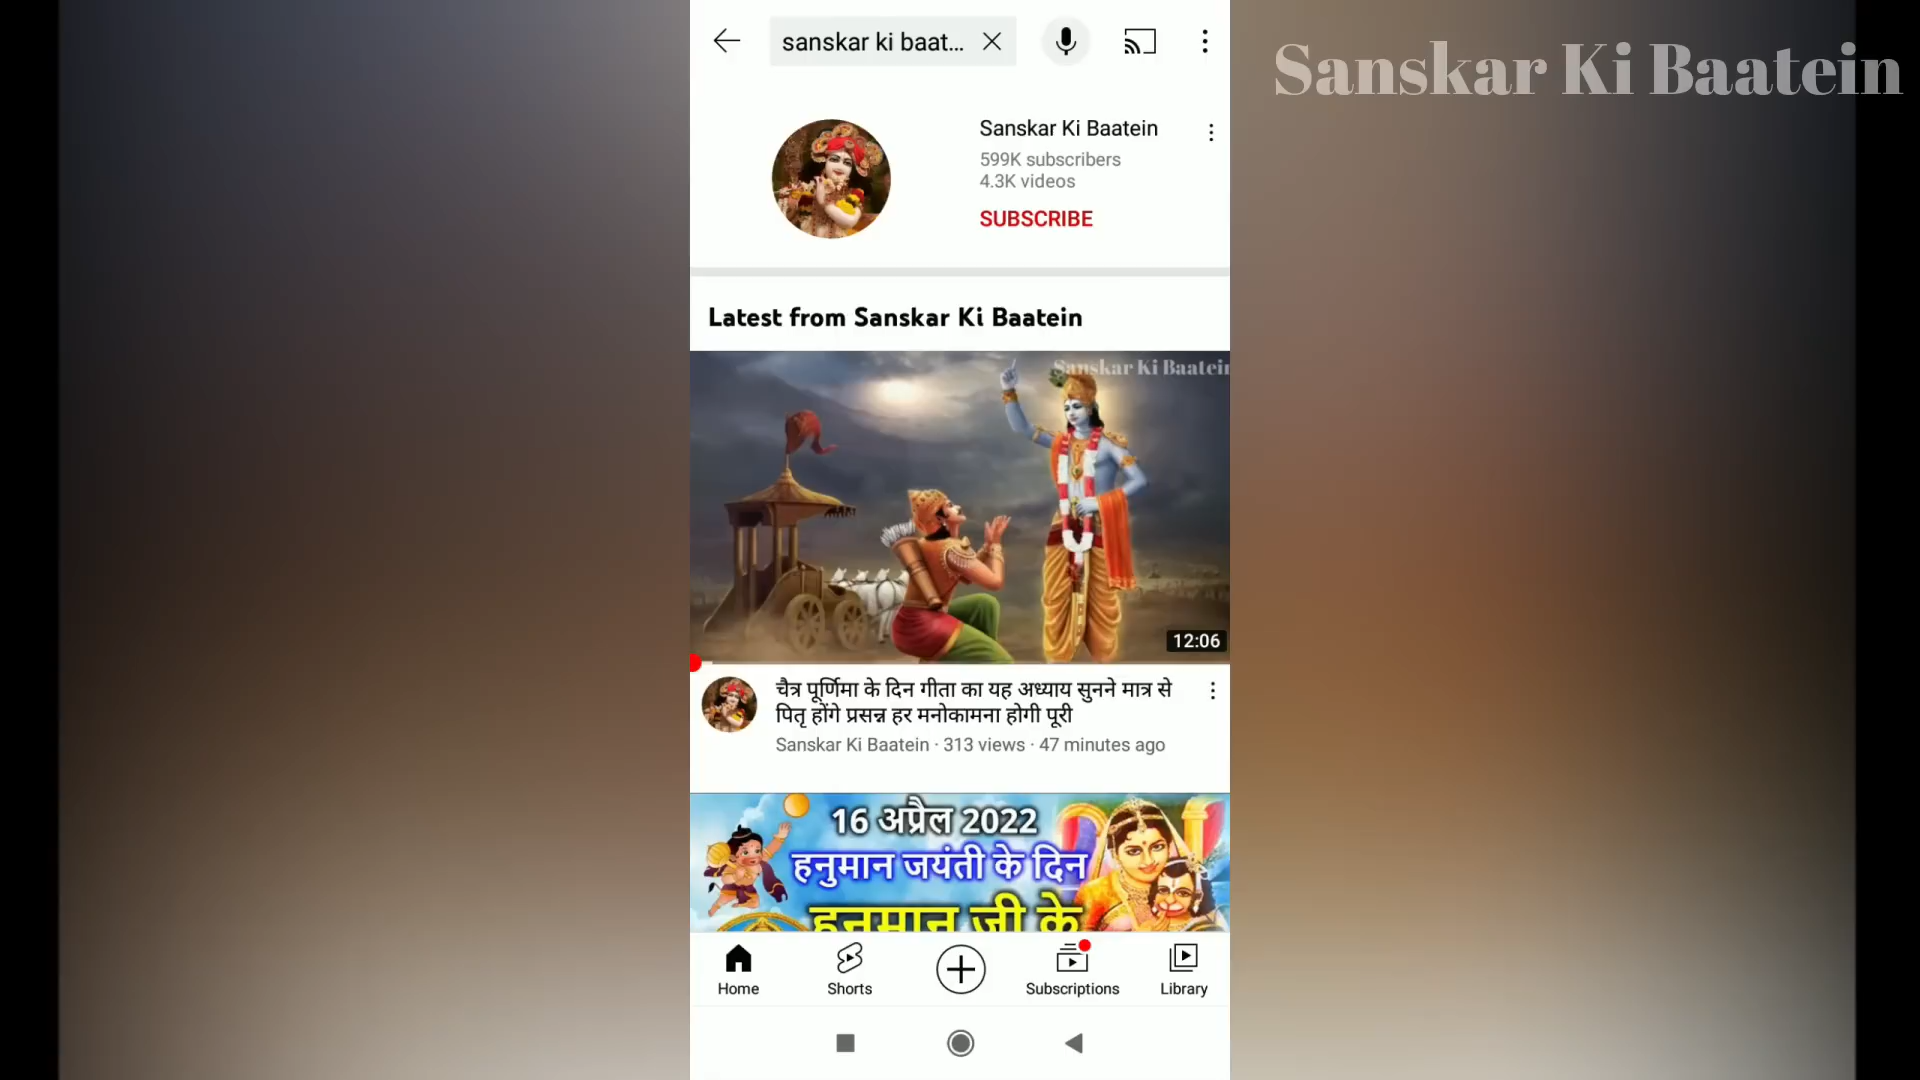 sanskar ki baat...
Sanskar Ki Baatein
Sanskar Ki Baatein
599K subscribers
4.3K videos
SUBSCRIBE
Latest from Sanskar Ki Baatein
Sanskar Ki Baatein
12:06
चैत्र पूर्णिमा के दिन गीता का यह अध्याय सुनने मात्र से
पितृ होंगे प्रसन्न हर मनोकामना होगी पूरी
Sanskar Ki Baatein · 313 views · 47 minutes ago
16 अप्रैल 2022
हनुमान जयंती के दिन
हनुमान जी के
Home
Shorts
Subscriptions
Library